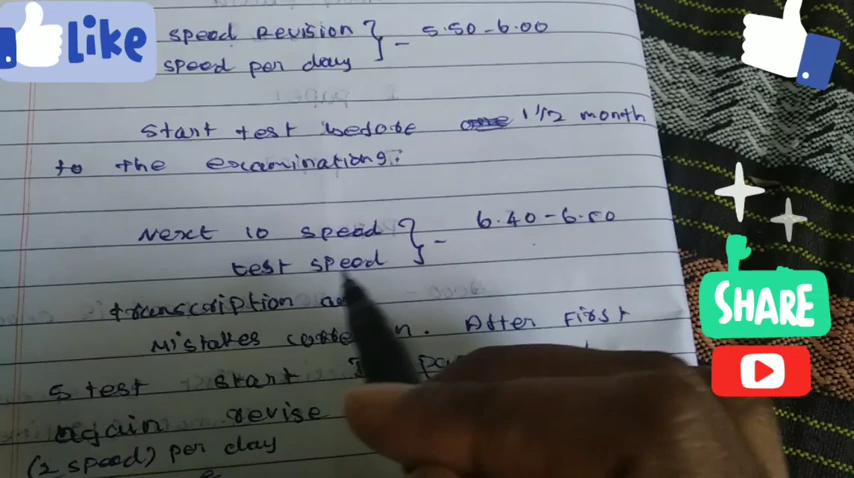 Like
speed Revision } - 5.50 - 6.00
speed per day
Start test before 1 1/2 month
to the examinations:
Next 10 speed } - 6.40 - 6.50
test speed
transcription
Mistakes After First
5 test start
again revise
(2 speed) per day
SHARE